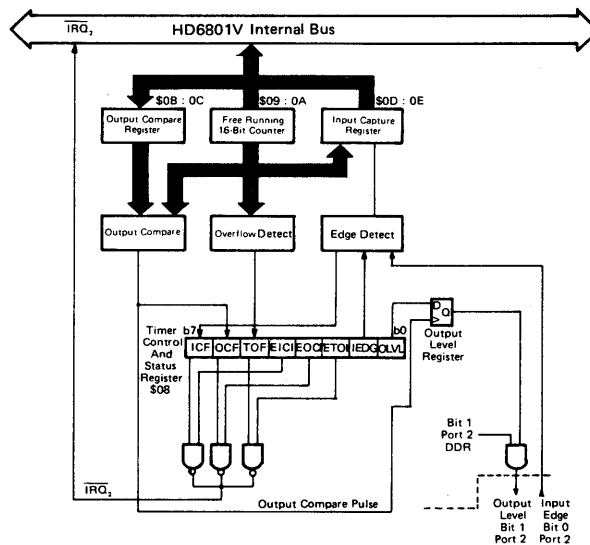 IRQ₂
HD6801V Internal Bus
$0B : 0C
$09 : 0A
$0D : 0E
Output Compare
Register
Free Running
16-Bit Counter
Input Capture
Register
Output Compare
Overflow Detect
Edge Detect
b7
b0
Timer
Control
And
Status
Register
$08
ICF OCF TOF EICI EOCI ETOI IEDG OLVL
D
Q
Output
Level
Register
Bit 1
Port 2
DDR
IRQ₂
Output Compare Pulse
Output
Level
Bit 1
Port 2
Input
Edge
Bit 0
Port 2